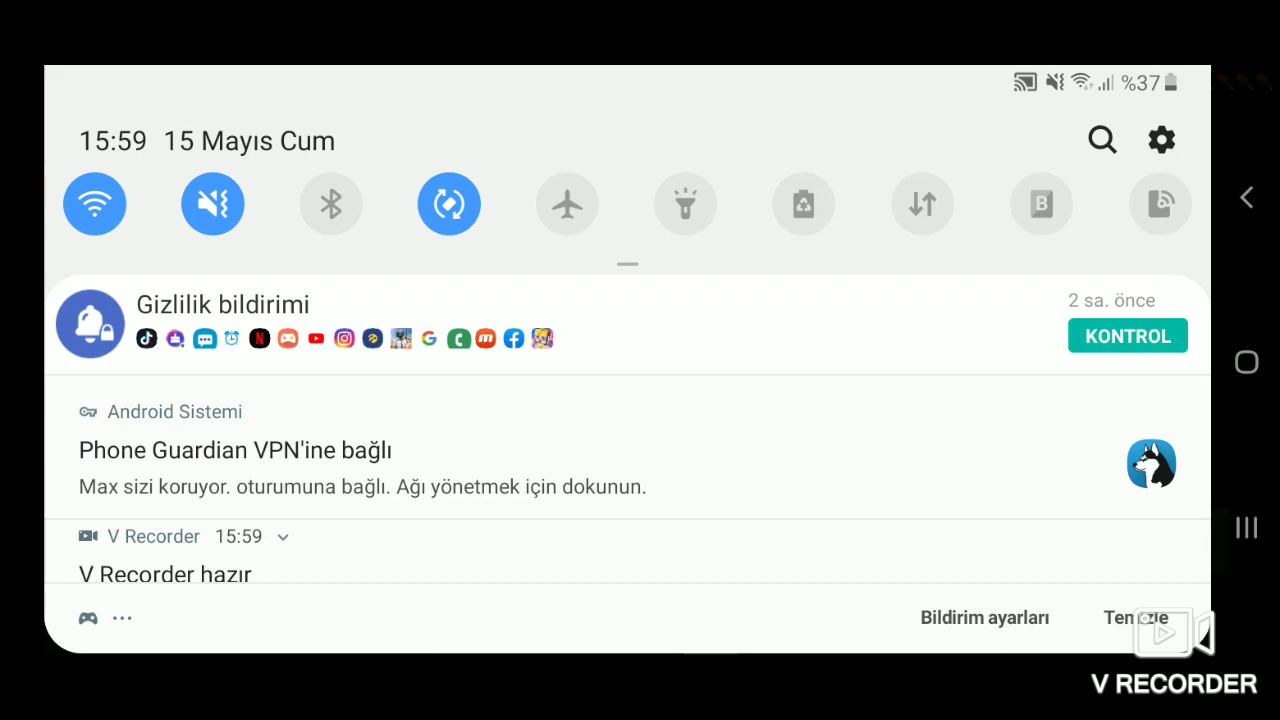 %37
15:59 15 Mayıs Cum
B
Gizlilik bildirimi
2 sa. önce
KONTROL
Android Sistemi
Phone Guardian VPN'ine bağlı
Max sizi koruyor. oturumuna bağlı. Ağı yönetmek için dokunun.
V Recorder 15:59
V Recorder hazır
Bildirim ayarları Temizle
V RECORDER